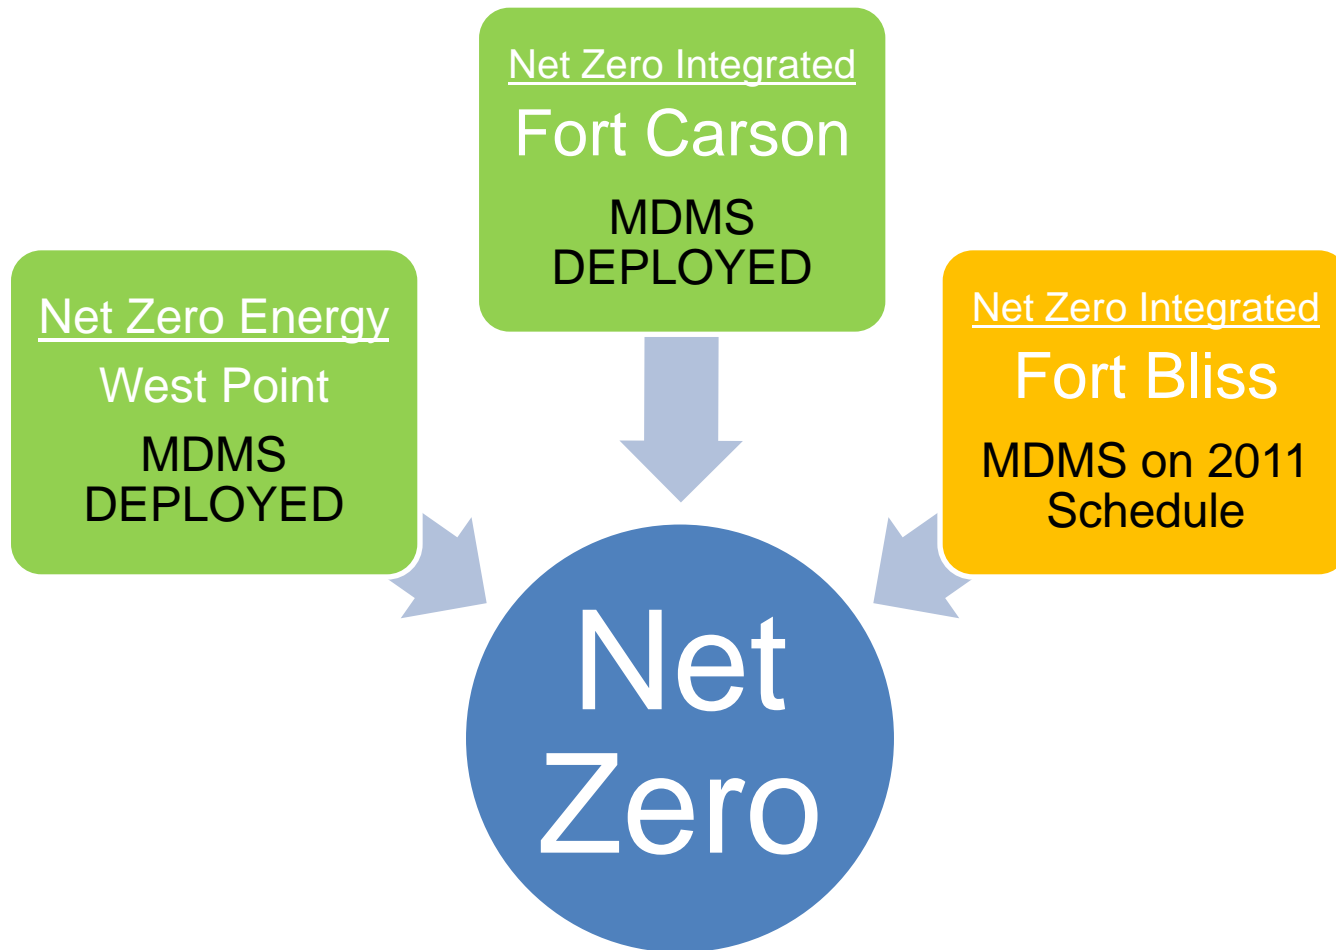 Net Zero Integrated
Fort Carson
MDMS
DEPLOYED
Net Zero Energy
West Point
MDMS
DEPLOYED
Net Zero Integrated
Fort Bliss
MDMS on 2011
Schedule
Net
Zero